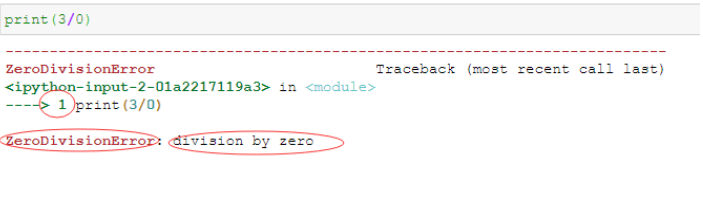 print(3/0)
---------------------------------------------------------------------------
ZeroDivisionError                         Traceback (most recent call last)
<ipython-input-2-01a2217119a3> in <module>
----> 1 print(3/0)
ZeroDivisionError: division by zero